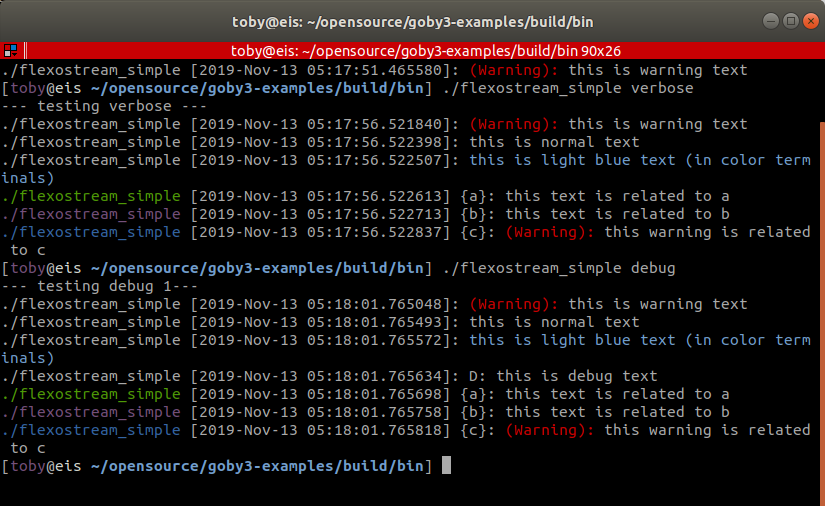 toby@eis: ~/opensource/goby3-examples/build/bin
toby@eis: ~/opensource/goby3-examples/build/bin 90x26
./flexostream_simple [2019-Nov-13 05:17:51.465580]: (Warning): this is warning text
[toby@eis ~/opensource/goby3-examples/build/bin] ./flexostream_simple verbose
--- testing verbose ---
./flexostream_simple [2019-Nov-13 05:17:56.521840]: (Warning): this is warning text
./flexostream_simple [2019-Nov-13 05:17:56.522398]: this is normal text
./flexostream_simple [2019-Nov-13 05:17:56.522507]: this is light blue text (in color term
inals)
./flexostream_simple [2019-Nov-13 05:17:56.522613] {a}: this text is related to a
./flexostream_simple [2019-Nov-13 05:17:56.522713] {b}: this text is related to b
./flexostream_simple [2019-Nov-13 05:17:56.522837] {c}: (Warning): this warning is related
 to c
[toby@eis ~/opensource/goby3-examples/build/bin] ./flexostream_simple debug
--- testing debug 1---
./flexostream_simple [2019-Nov-13 05:18:01.765048]: (Warning): this is warning text
./flexostream_simple [2019-Nov-13 05:18:01.765493]: this is normal text
./flexostream_simple [2019-Nov-13 05:18:01.765572]: this is light blue text (in color term
inals)
./flexostream_simple [2019-Nov-13 05:18:01.765634]: D: this is debug text
./flexostream_simple [2019-Nov-13 05:18:01.765698] {a}: this text is related to a
./flexostream_simple [2019-Nov-13 05:18:01.765758] {b}: this text is related to b
./flexostream_simple [2019-Nov-13 05:18:01.765818] {c}: (Warning): this warning is related
 to c
[toby@eis ~/opensource/goby3-examples/build/bin]